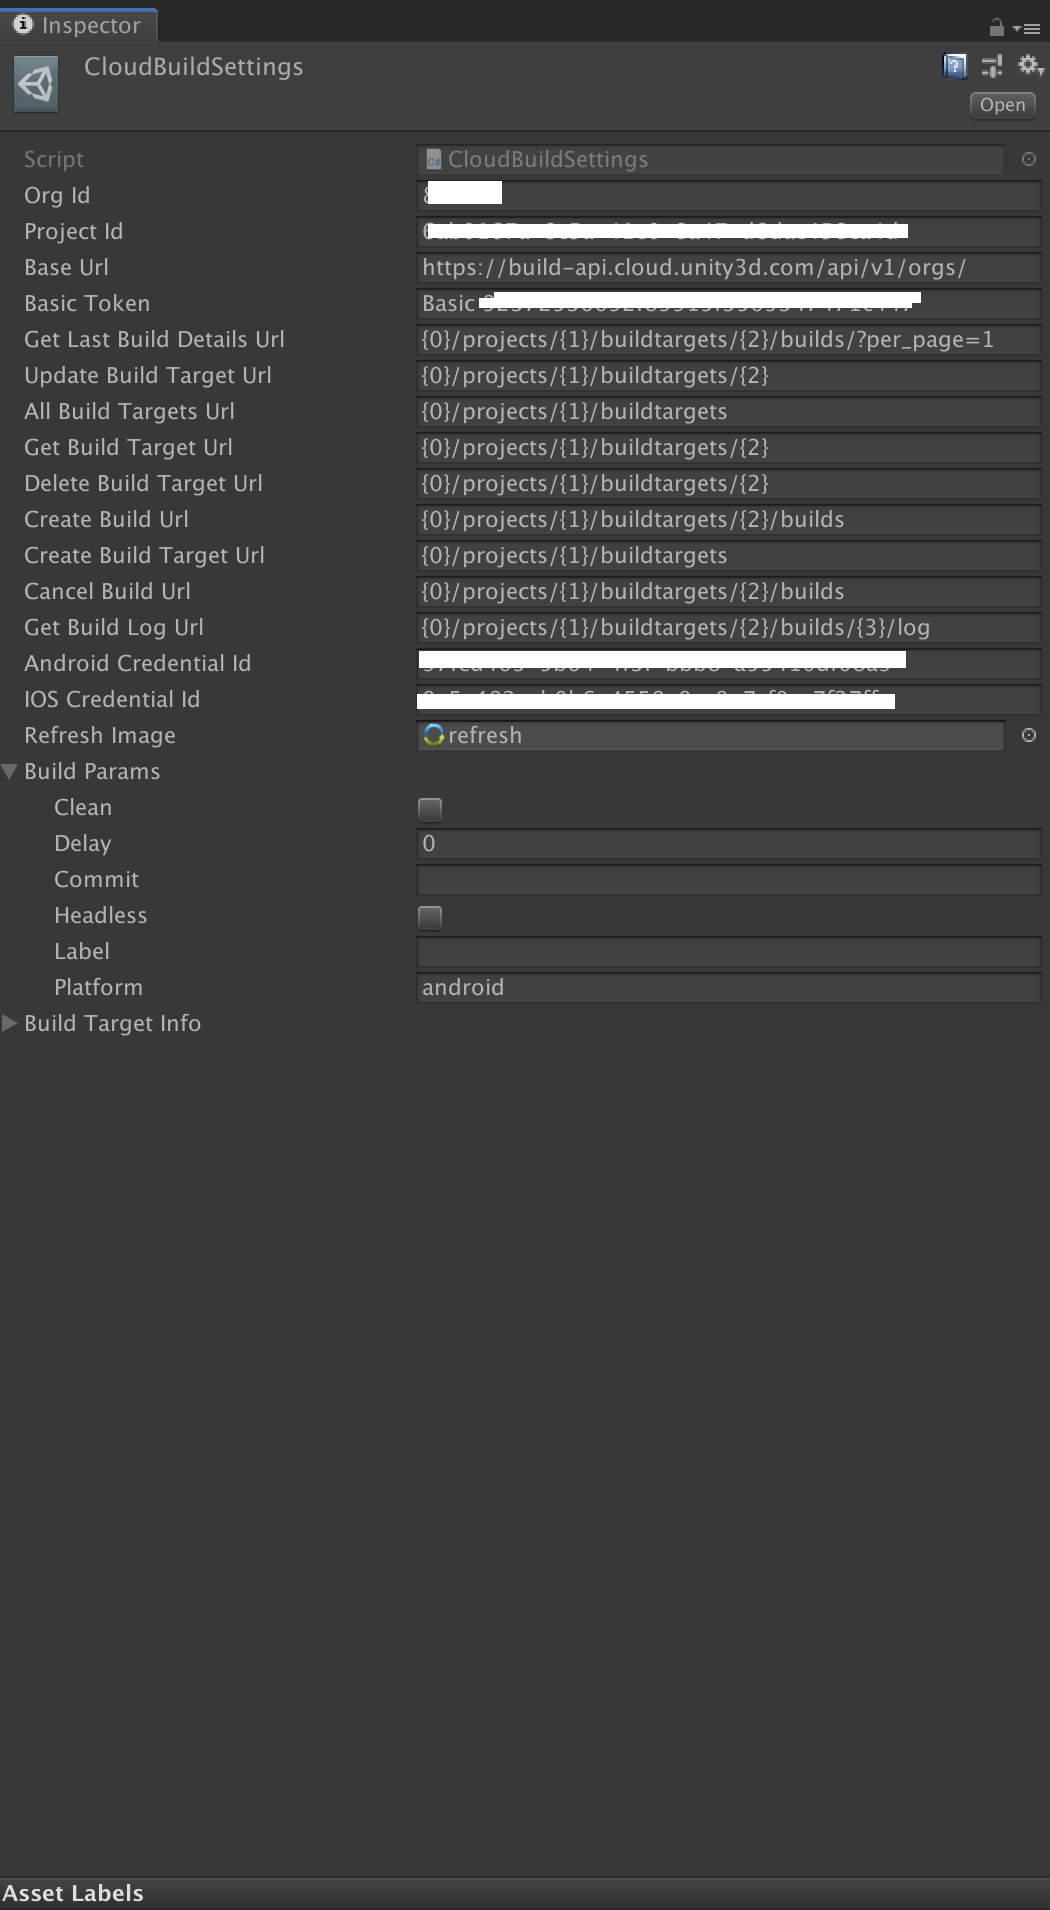 Inspector
CloudBuildSettings
Open
Script CloudBuildSettings
Org Id
Project Id
Base Url https://build-api.cloud.unity3d.com/api/v1/orgs/
Basic Token Basic
Get Last Build Details Url {0}/projects/{1}/buildtargets/{2}/builds/?per_page=1
Update Build Target Url {0}/projects/{1}/buildtargets/{2}
All Build Targets Url {0}/projects/{1}/buildtargets
Get Build Target Url {0}/projects/{1}/buildtargets/{2}
Delete Build Target Url {0}/projects/{1}/buildtargets/{2}
Create Build Url {0}/projects/{1}/buildtargets/{2}/builds
Create Build Target Url {0}/projects/{1}/buildtargets
Cancel Build Url {0}/projects/{1}/buildtargets/{2}/builds
Get Build Log Url {0}/projects/{1}/buildtargets/{2}/builds/{3}/log
Android Credential Id
IOS Credential Id
Refresh Image refresh
Build Params
Clean
Delay 0
Commit
Headless
Label
Platform android
Build Target Info
Asset Labels